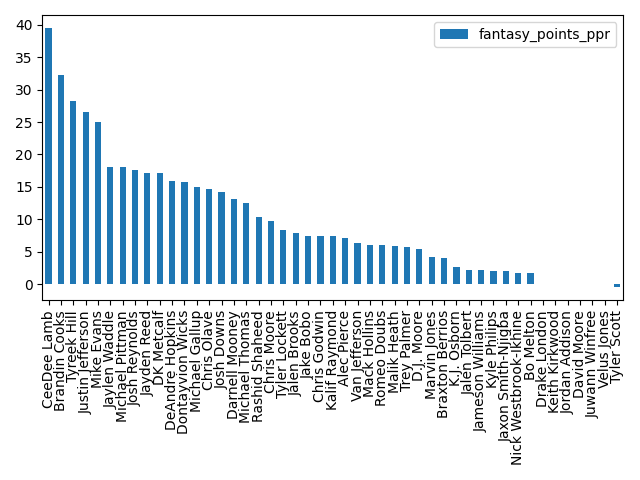 fantasy_points_ppr
40
35
30
25
20
15
10
5
0
CeeDee Lamb
Brandin Cooks
Tyreek Hill
Justin Jefferson
Mike Evans
Jaylen Waddle
Michael Pittman
Josh Reynolds
Jayden Reed
DK Metcalf
DeAndre Hopkins
Dontayvion Wicks
Michael Gallup
Chris Olave
Josh Downs
Darnell Mooney
Michael Thomas
Rashid Shaheed
Chris Moore
Tyler Lockett
Jalen Brooks
Jake Bobo
Chris Godwin
Kalif Raymond
Alec Pierce
Van Jefferson
Mack Hollins
Romeo Doubs
Malik Heath
Trey Palmer
D.J. Moore
Marvin Jones
Braxton Berrios
K.J. Osborn
Jalen Tolbert
Jameson Williams
Kyle Philips
Jaxon Smith-Njigba
Nick Westbrook-Ikhine
Bo Melton
Drake London
Keith Kirkwood
Jordan Addison
David Moore
Juwann Winfree
Velus Jones
Tyler Scott